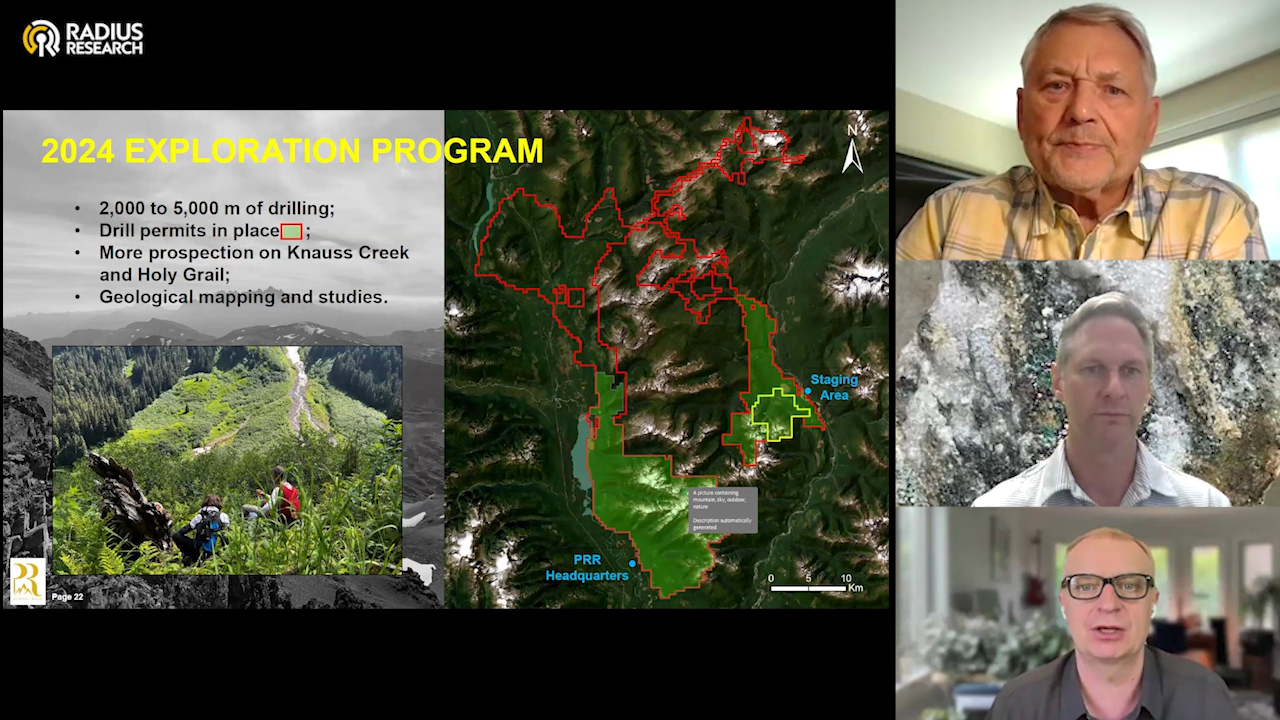 RADIUS
RESEARCH
2024 EXPLORATION PROGRAM
• 2,000 to 5,000 m of drilling;
• Drill permits in place ;
• More prospection on Knauss Creek
and Holy Grail;
• Geological mapping and studies.
N
Staging
Area
A picture containing
mountain, sky, outdoor,
nature
Description automatically
generated
PRR
Headquarters
0 5 10
Km
Page 22